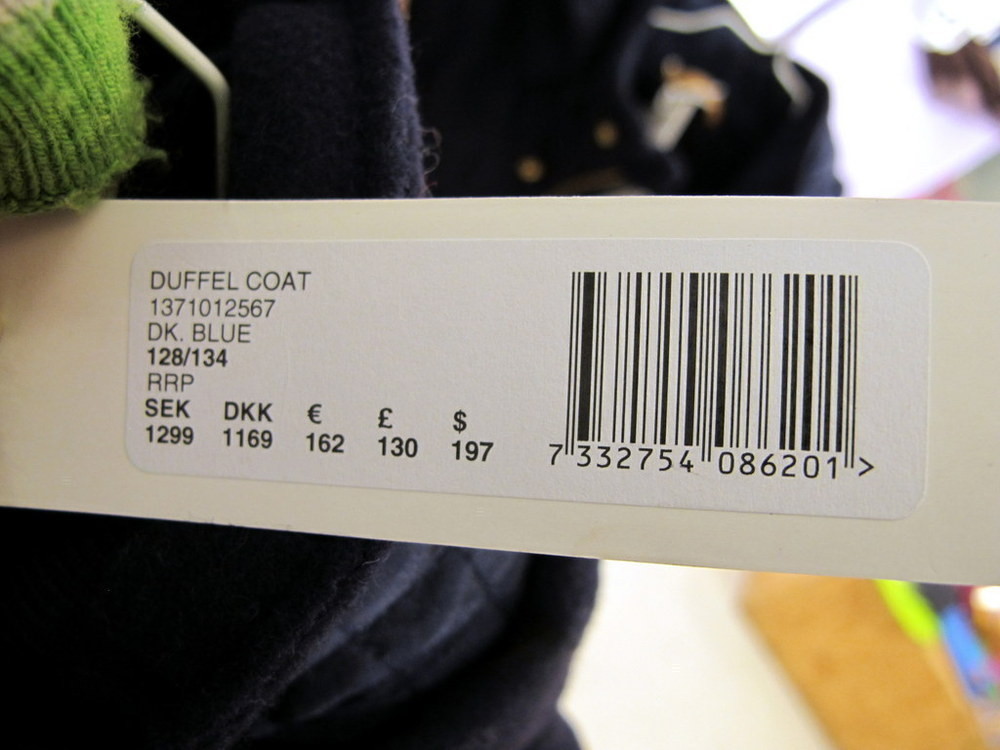 DUFFEL COAT
1371012567
DK. BLUE
128/134
RRP
SEK DKK € £ $
1299 1169 162 130 197
7 332754 086201 >